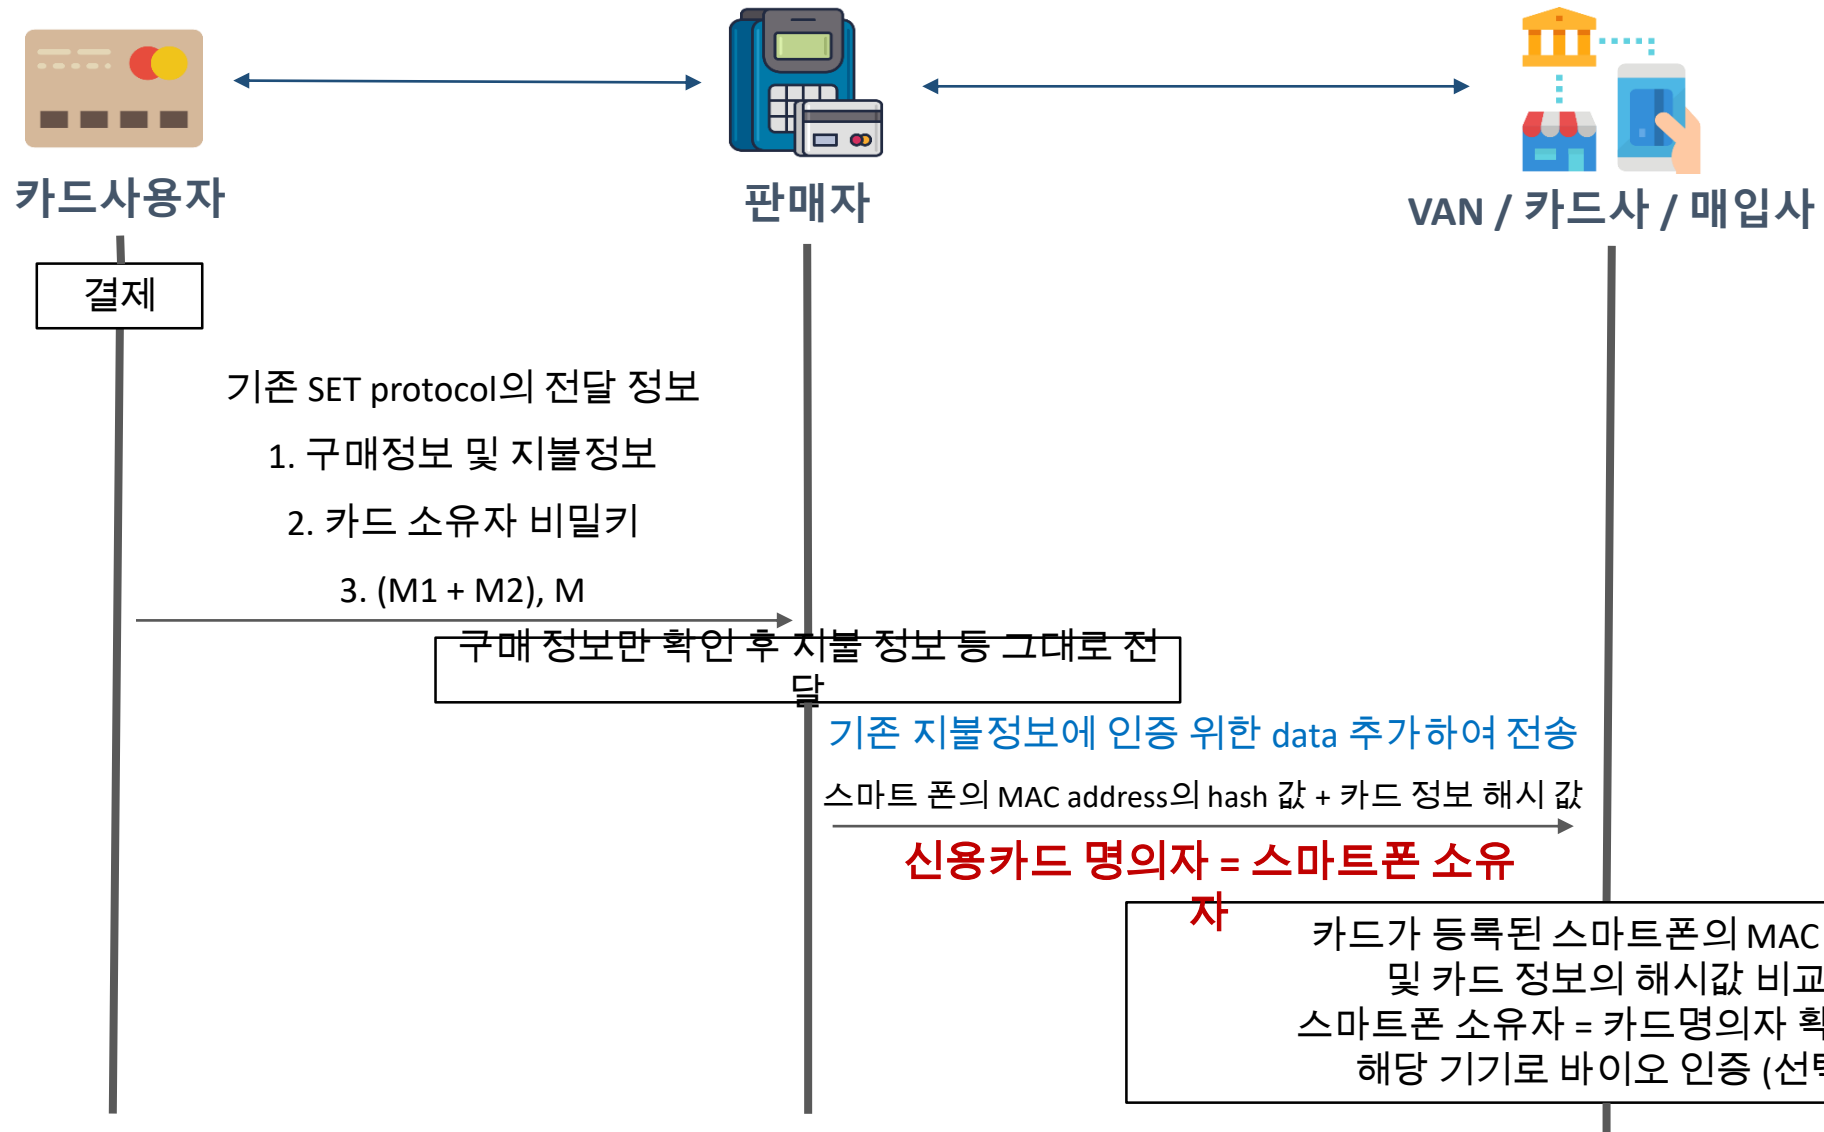 카드사용자
판매자
VAN / 카드사 / 매입사
결제
기존 SET protocol의 전달 정보
1. 구매정보 및 지불정보
2. 카드 소유자 비밀키
3. (M1 + M2), M
구매 정보만 확인 후 지불 정보 등 그대로 전
달
기존 지불정보에 인증 위한 data 추가하여 전송
스마트 폰의 MAC address의 hash 값 + 카드 정보 해시 값
신용카드 명의자 = 스마트폰 소유
자
카드가 등록된 스마트폰의 MAC
및 카드 정보의 해시값 비교
스마트폰 소유자 = 카드명의자
해당 기기로 바이오 인증